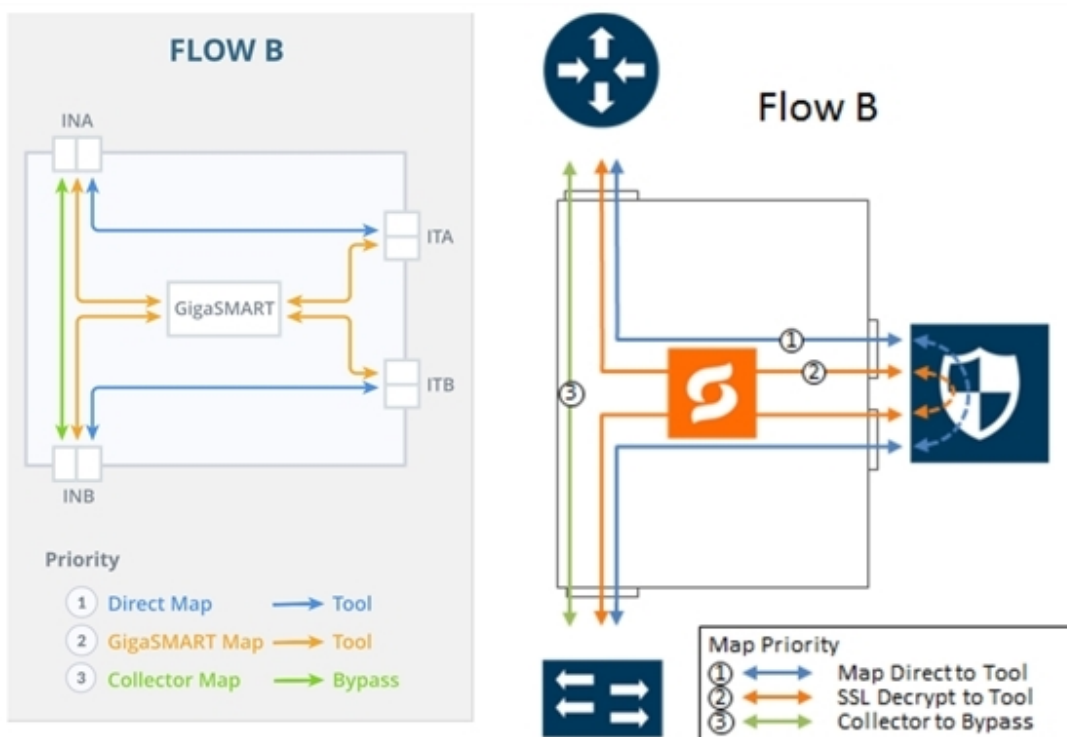 FLOW B
INA
ITA
GigaSMART
ITB
INB
Priority
1 Direct Map Tool
2 GigaSMART Map Tool
3 Collector Map Bypass
Flow B
1
2
3
Map Priority
1 Map Direct to Tool
2 SSL Decrypt to Tool
3 Collector to Bypass